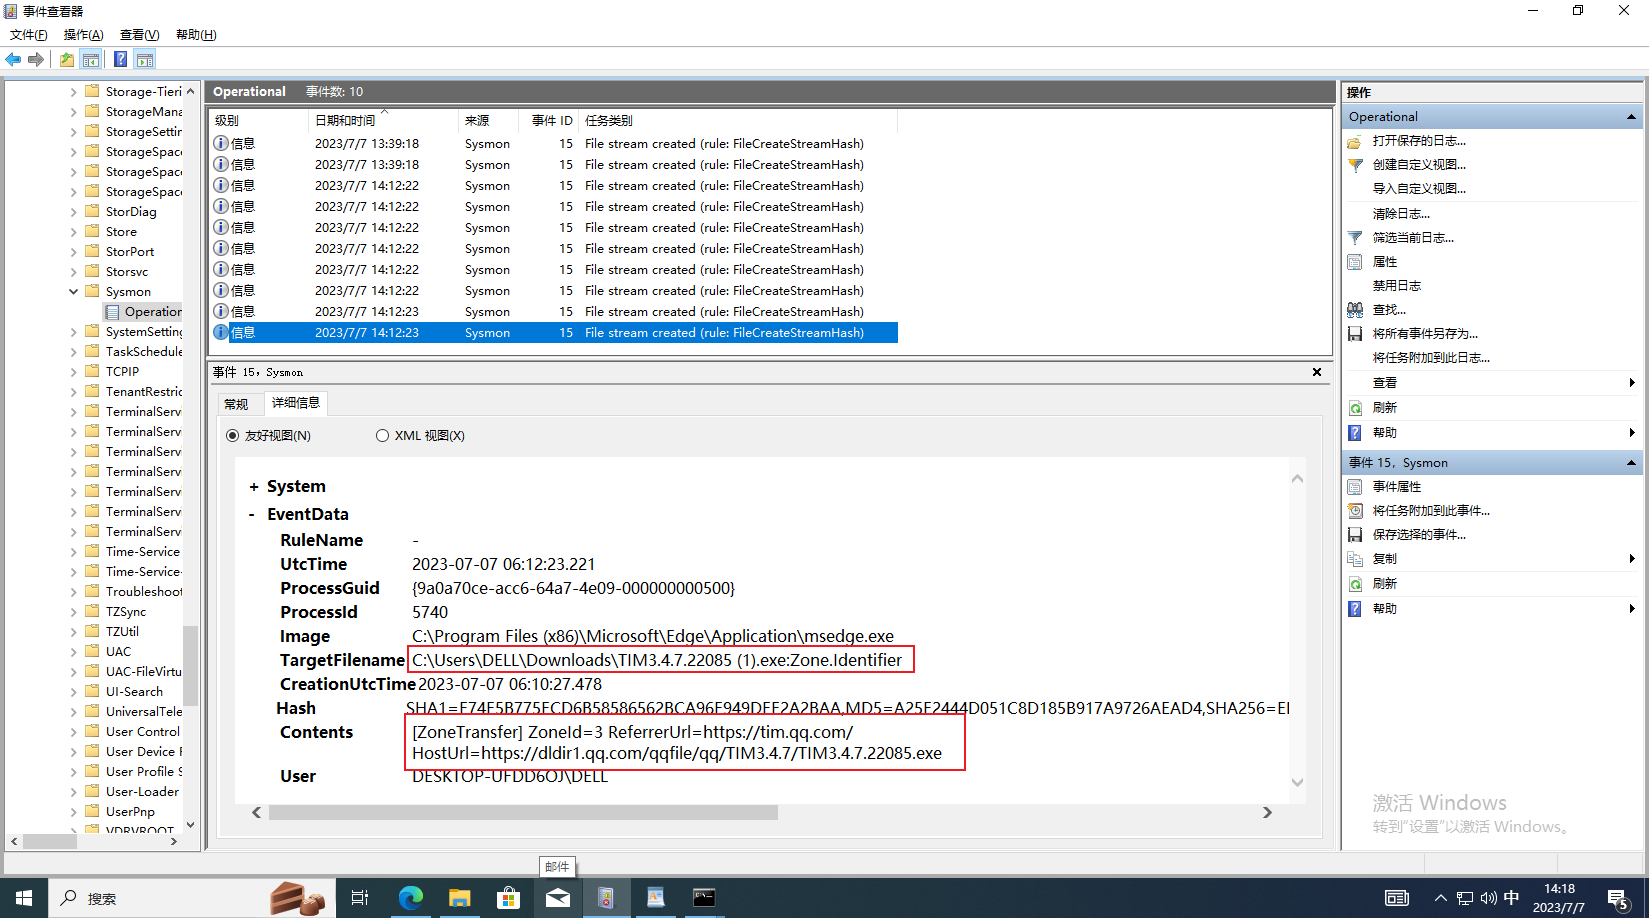 事件查看器
文件(F) 操作(A) 查看(V) 帮助(H)
Storage-Tieri
StorageMana
StorageSettin
StorageSpac
StorageSpac
StorageSpac
StorDiag
Store
StorPort
Storsvc
Sysmon
Operation
SystemSetting
TaskSchedule
TCPIP
TenantRestric
TerminalServ
TerminalServ
TerminalServ
TerminalServ
TerminalServ
TerminalServ
TerminalServ
Time-Service
Time-Service-
Troubleshoot
TZSync
TZUtil
UAC
UAC-FileVirtu
UI-Search
UniversalTele
User Control
User Device F
User Profile S
User-Loader
UserPnp
VDRVROOT
Operational 事件数: 10
级别 日期和时间 来源 事件 ID 任务类别
信息 2023/7/7 13:39:18 Sysmon 15 File stream created (rule: FileCreateStreamHash)
信息 2023/7/7 13:39:18 Sysmon 15 File stream created (rule: FileCreateStreamHash)
信息 2023/7/7 14:12:22 Sysmon 15 File stream created (rule: FileCreateStreamHash)
信息 2023/7/7 14:12:22 Sysmon 15 File stream created (rule: FileCreateStreamHash)
信息 2023/7/7 14:12:22 Sysmon 15 File stream created (rule: FileCreateStreamHash)
信息 2023/7/7 14:12:22 Sysmon 15 File stream created (rule: FileCreateStreamHash)
信息 2023/7/7 14:12:22 Sysmon 15 File stream created (rule: FileCreateStreamHash)
信息 2023/7/7 14:12:22 Sysmon 15 File stream created (rule: FileCreateStreamHash)
信息 2023/7/7 14:12:23 Sysmon 15 File stream created (rule: FileCreateStreamHash)
信息 2023/7/7 14:12:23 Sysmon 15 File stream created (rule: FileCreateStreamHash)
事件 15，Sysmon
常规 详细信息
友好视图(N) XML 视图(X)
+ System
- EventData
RuleName -
UtcTime 2023-07-07 06:12:23.221
ProcessGuid {9a0a70ce-acc6-64a7-4e09-000000000500}
ProcessId 5740
Image C:\Program Files (x86)\Microsoft\Edge\Application\msedge.exe
TargetFilename C:\Users\DELL\Downloads\TIM3.4.7.22085 (1).exe:Zone.Identifier
CreationUtcTime 2023-07-07 06:10:27.478
Hash SHA1=F74F5B775FCD6B58586562BCA96F949DFF2A2BAA,MD5=A25F2444D051C8D185B917A9726AEAD4,SHA256=EI
Contents [ZoneTransfer] ZoneId=3 ReferrerUrl=https://tim.qq.com/
HostUrl=https://dldir1.qq.com/qqfile/qq/TIM3.4.7/TIM3.4.7.22085.exe
User DESKTOP-UFDD6OJ\DELL
操作
Operational
打开保存的日志...
创建自定义视图...
导入自定义视图...
清除日志...
筛选当前日志...
属性
禁用日志
查找...
将所有事件另存为...
将任务附加到此日志...
查看
刷新
帮助
事件 15，Sysmon
事件属性
将任务附加到此事件...
保存选择的事件...
复制
刷新
帮助
激活 Windows
转到"设置"以激活 Windows。
邮件
搜索
中
14:18
2023/7/7
5